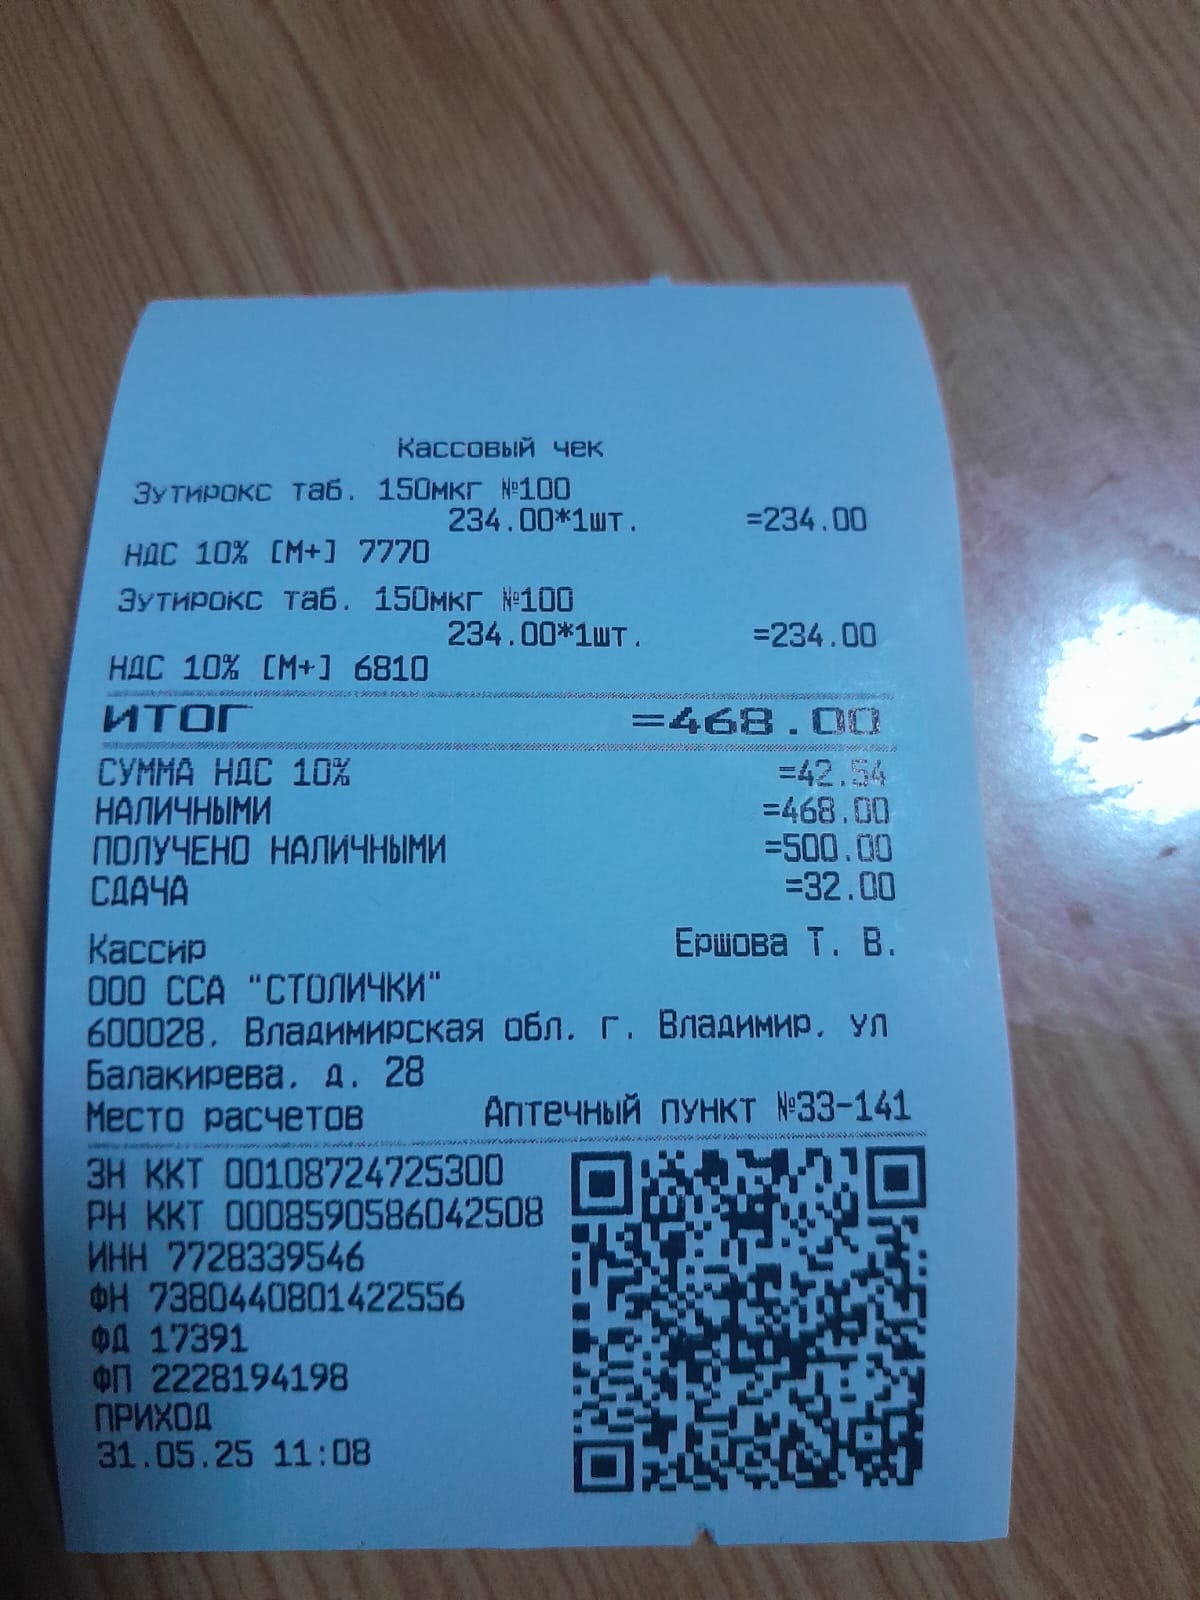 Кассовый чек
Эутирокс таб. 150мкг №100
234.00*1шт. =234.00
НДС 10% [М+] 7770
Эутирокс таб. 150мкг №100
234.00*1шт. =234.00
НДС 10% [М+] 6810
ИТОГ =468.00
СУММА НДС 10% =42.54
НАЛИЧНЫМИ =468.00
ПОЛУЧЕНО НАЛИЧНЫМИ =500.00
СДАЧА =32.00
Кассир Ершова Т. В.
ООО ССА "СТОЛИЧКИ"
600028, Владимирская обл. г. Владимир, ул
Балакирева, д. 28
Место расчетов Аптечный пункт №33-141
ЗН ККТ 00108724725300
РН ККТ 0008590586042508
ИНН 7728339546
ФН 7380440801422556
ФД 17391
ФП 2228194198
ПРИХОД
31.05.25 11:08